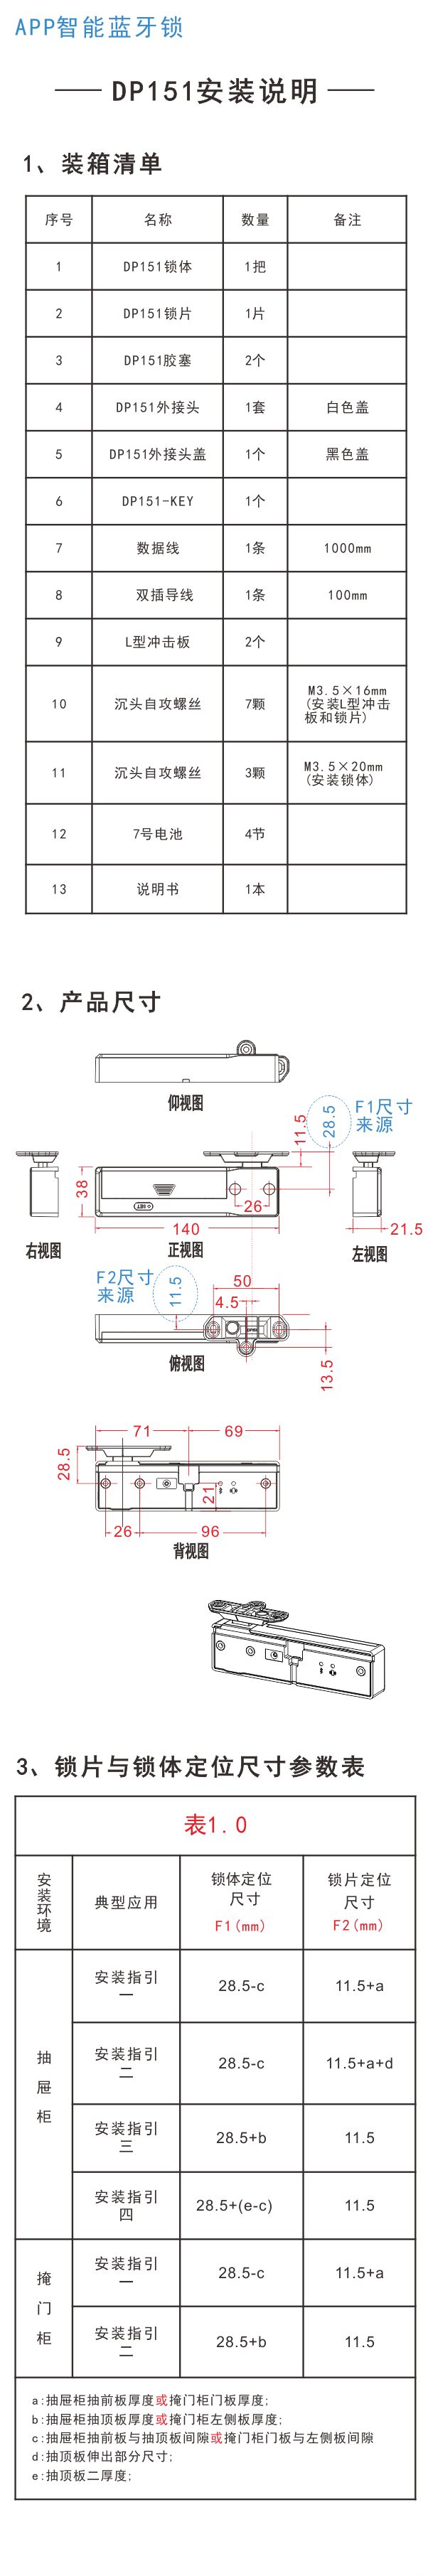 APP智能蓝牙锁
DP151安装说明
1、装箱清单
序号 名称 数量 备注
1 DP151锁体 1把
2 DP151锁片 1片
3 DP151胶塞 2个
4 DP151外接头 1套 白色盖
5 DP151外接头盖 1个 黑色盖
6 DP151-KEY 1个
7 数据线 1条 1000mm
8 双插导线 1条 100mm
9 L型冲击板 2个
10 沉头自攻螺丝 7颗 M3.5×16mm
(安装L型冲击
板和锁片)
11 沉头自攻螺丝 3颗 M3.5×20mm
(安装锁体)
12 7号电池 4节
13 说明书 1本
2、产品尺寸
仰视图
11.5
28.5
F1尺寸
来源
38
SET
26
140
21.5
右视图
正视图
左视图
F2尺寸
来源
11.5
50
4.5
13.5
俯视图
71
69
28.5
21
26
96
背视图
3、锁片与锁体定位尺寸参数表
表1.0
安装环境
典型应用
锁体定位
尺寸
F1(mm)
锁片定位
尺寸
F2(mm)
抽屉柜
安装指引
一
28.5-c
11.5+a
安装指引
二
28.5-c
11.5+a+d
安装指引
三
28.5+b
11.5
安装指引
四
28.5+(e-c)
11.5
掩门柜
安装指引
一
28.5-c
11.5+a
安装指引
二
28.5+b
11.5
a:抽屉柜抽前板厚度或掩门柜门板厚度;
b:抽屉柜抽顶板厚度或掩门柜左侧板厚度;
c:抽屉柜抽前板与抽顶板间隙或掩门柜门板与左侧板间隙
d:抽顶板伸出部分尺寸;
e:抽顶板二厚度;